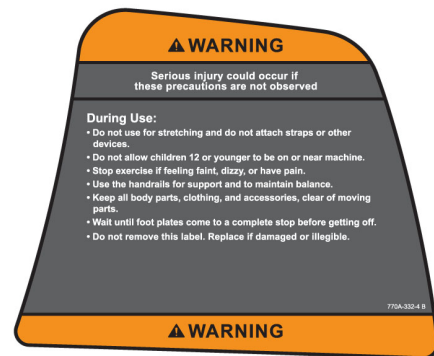 ⚠ WARNING
Serious injury could occur if
these precautions are not observed
During Use:
• Do not use for stretching and do not attach straps or other
devices.
• Do not allow children 12 or younger to be on or near machine.
• Stop exercise if feeling faint, dizzy, or have pain.
• Use the handrails for support and to maintain balance.
• Keep all body parts, clothing, and accessories, clear of moving
parts.
• Wait until foot plates come to a complete stop before getting off.
• Do not remove this label. Replace if damaged or illegible.
770A-332-4 B
⚠ WARNING